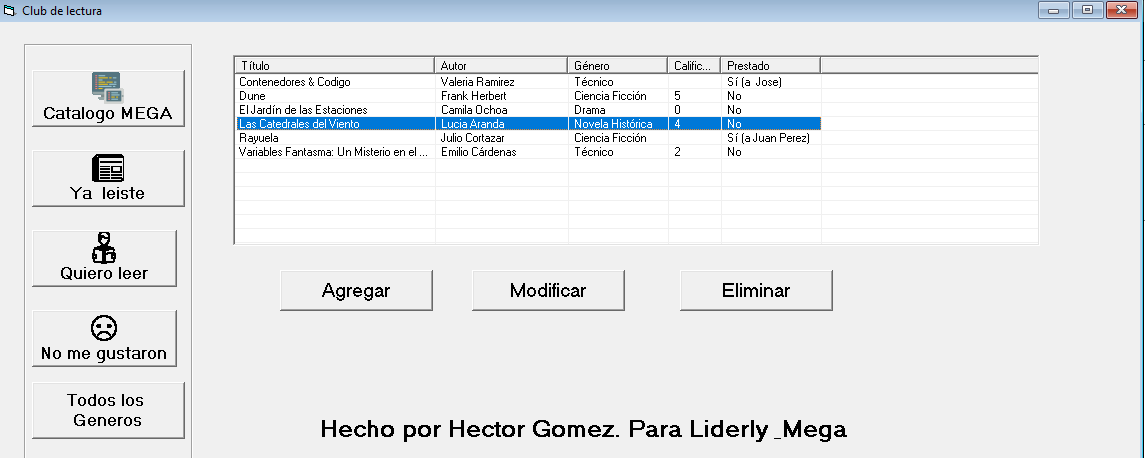 Club de lectura
Catalogo MEGA
Ya leiste
Quiero leer
No me gustaron
Todos los
Generos
Título Autor Género Calific... Prestado
Contenedores & Codigo Valeria Ramirez Técnico Sí (a Jose)
Dune Frank Herbert Ciencia Ficción 5 No
El Jardín de las Estaciones Camila Ochoa Drama 0 No
Las Catedrales del Viento Lucia Aranda Novela Histórica 4 No
Rayuela Julio Cortazar Ciencia Ficción Sí (a Juan Perez)
Variables Fantasma: Un Misterio en el ... Emilio Cárdenas Técnico 2 No
Agregar Modificar Eliminar
Hecho por Hector Gomez. Para Liderly _Mega